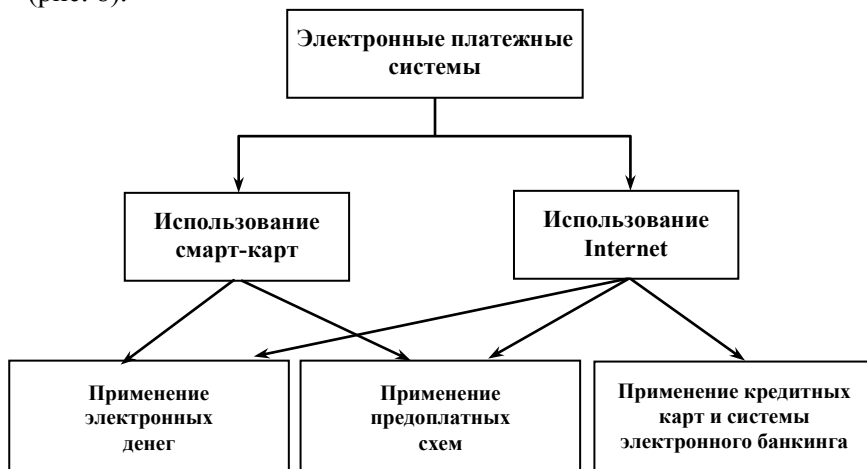 (рис. 6).
Электронные платежные
системы
Использование
смарт-карт
Использование
Internet
Применение
электронных
денег
Применение
предоплатных
схем
Применение кредитных
карт и системы
электронного банкинга